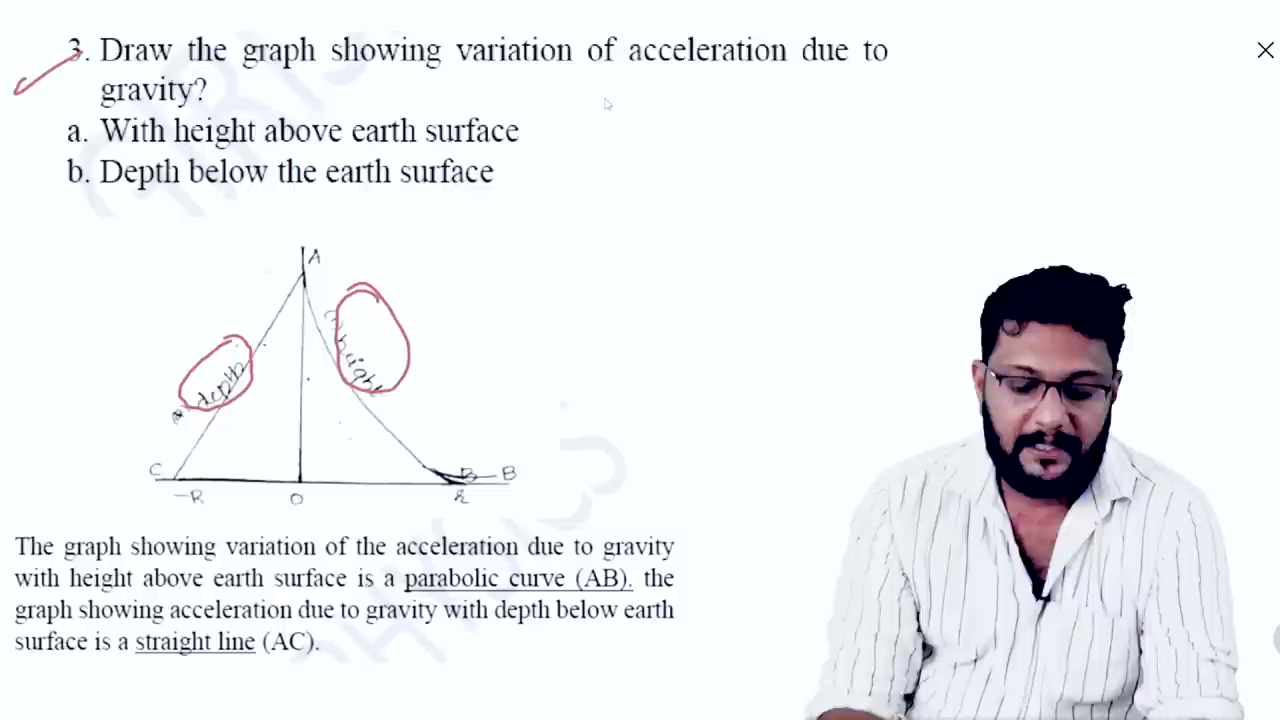 3. Draw the graph showing variation of acceleration due to
gravity?
a. With height above earth surface
b. Depth below the earth surface
A
depth
height
C
B
B
-R
O
h
The graph showing variation of the acceleration due to gravity
with height above earth surface is a parabolic curve (AB). the
graph showing acceleration due to gravity with depth below earth
surface is a straight line (AC).